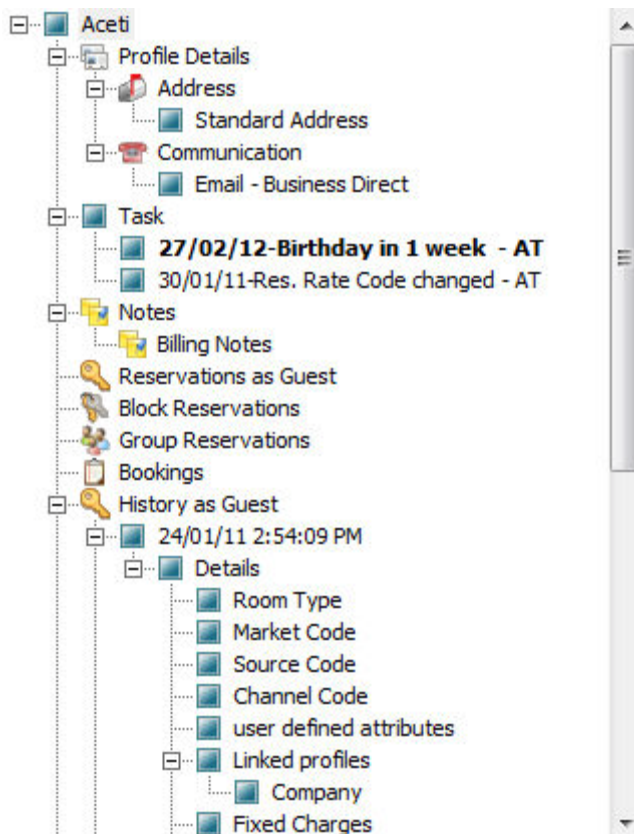 Aceti
Profile Details
Address
Standard Address
Communication
Email - Business Direct
Task
27/02/12-Birthday in 1 week  - AT
30/01/11-Res. Rate Code changed - AT
Notes
Billing Notes
Reservations as Guest
Block Reservations
Group Reservations
Bookings
History as Guest
24/01/11 2:54:09 PM
Details
Room Type
Market Code
Source Code
Channel Code
user defined attributes
Linked profiles
Company
Fixed Charges